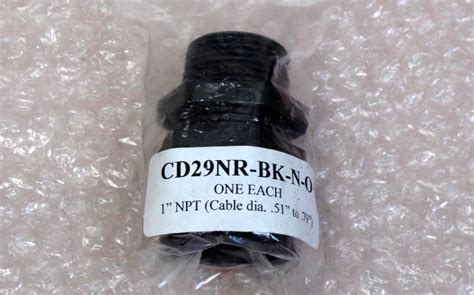 CD29NR-BK-N-O
ONE EACH
1” NPT (Cable dia. .51” to .79”)